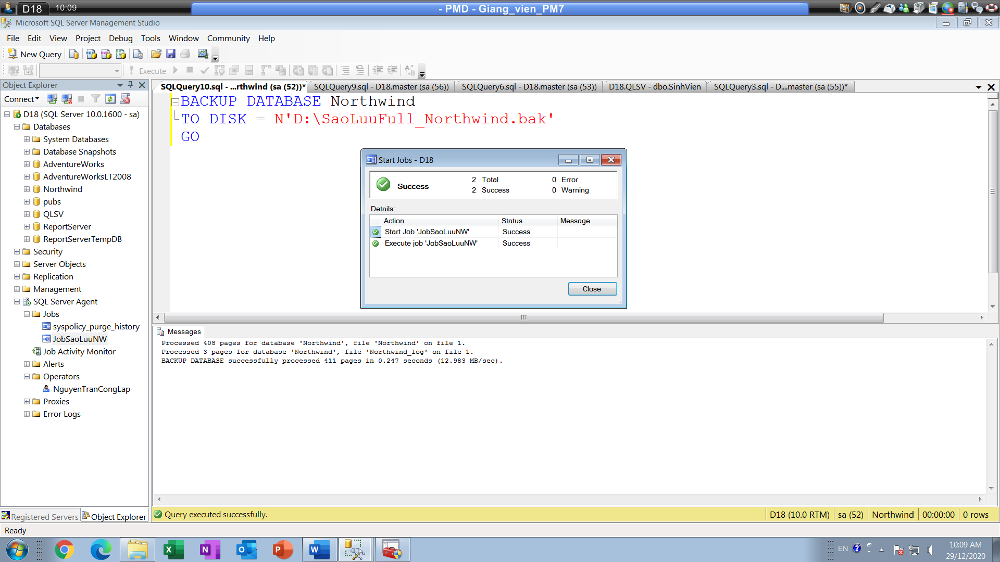 D18
10:09
- PMD - Giang_vien_PM7
Microsoft SQL Server Management Studio
File Edit View Project Debug Tools Window Community Help
New Query
Execute
Object Explorer
Connect
D18 (SQL Server 10.0.1600 - sa)
Databases
System Databases
Database Snapshots
AdventureWorks
AdventureWorksLT2008
Northwind
pubs
QLSV
ReportServer
ReportServerTempDB
Security
Server Objects
Replication
Management
SQL Server Agent
Jobs
syspolicy_purge_history
JobSaoLuuNW
Job Activity Monitor
Alerts
Operators
NguyenTranCongLap
Proxies
Error Logs
Registered Servers Object Explorer
SQLQuery10.sql - ...rthwind (sa (52))* SQLQuery9.sql - D18.master (sa (56)) SQLQuery6.sql - D18.master (sa (53)) D18.QLSV - dbo.SinhVien SQLQuery3.sql - D....master (sa (55))*
BACKUP DATABASE Northwind
TO DISK = N'D:\SaoLuuFull_Northwind.bak'
GO
Start Jobs - D18
Success
2 Total 0 Error
2 Success 0 Warning
Details:
Action Status Message
Start Job 'JobSaoLuuNW' Success
Execute job 'JobSaoLuuNW' Success
Close
Messages
Processed 408 pages for database 'Northwind', file 'Northwind' on file 1.
Processed 3 pages for database 'Northwind', file 'Northwind_log' on file 1.
BACKUP DATABASE successfully processed 411 pages in 0.247 seconds (12.983 MB/sec).
Query executed successfully. D18 (10.0 RTM) sa (52) Northwind 00:00:00 0 rows
Ready
EN
10:09 AM
29/12/2020